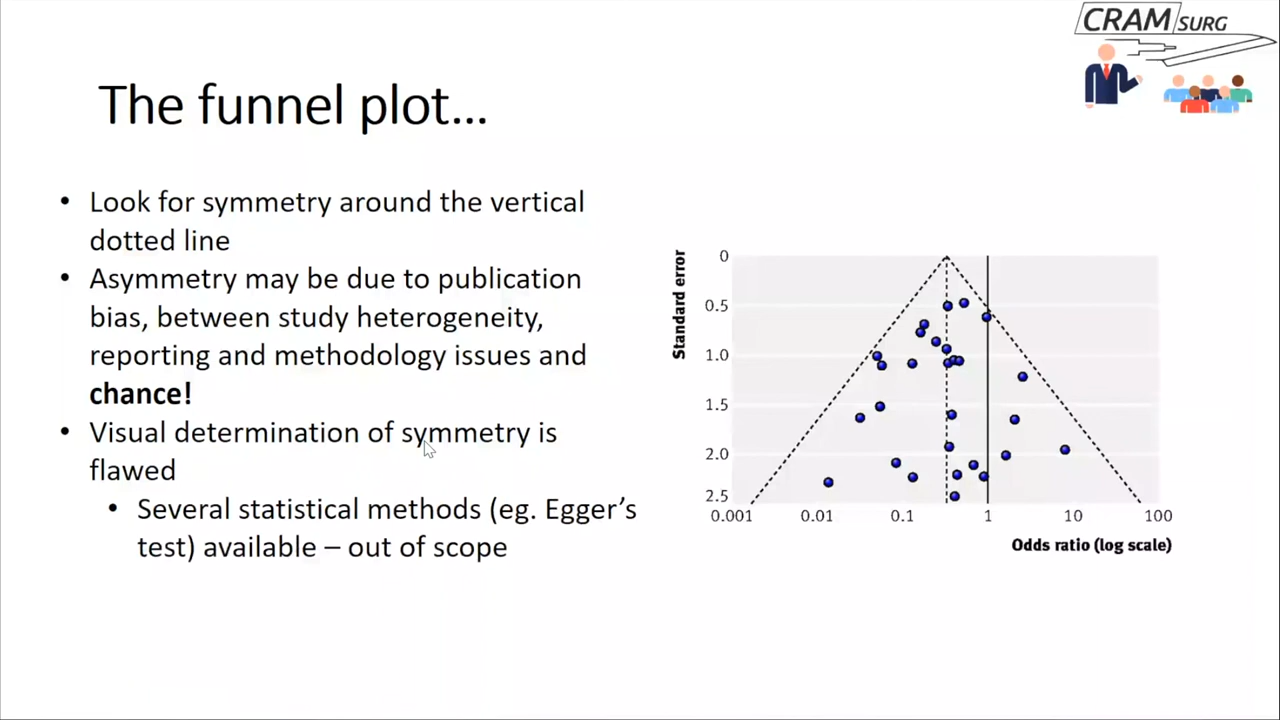 CRAM SURG
The funnel plot...
• Look for symmetry around the vertical
dotted line
• Asymmetry may be due to publication
bias, between study heterogeneity,
reporting and methodology issues and
chance!
• Visual determination of symmetry is
flawed
• Several statistical methods (eg. Egger's
test) available – out of scope
Standard error
0
0.5
1.0
1.5
2.0
2.5
0.001 0.01 0.1 1 10 100
Odds ratio (log scale)